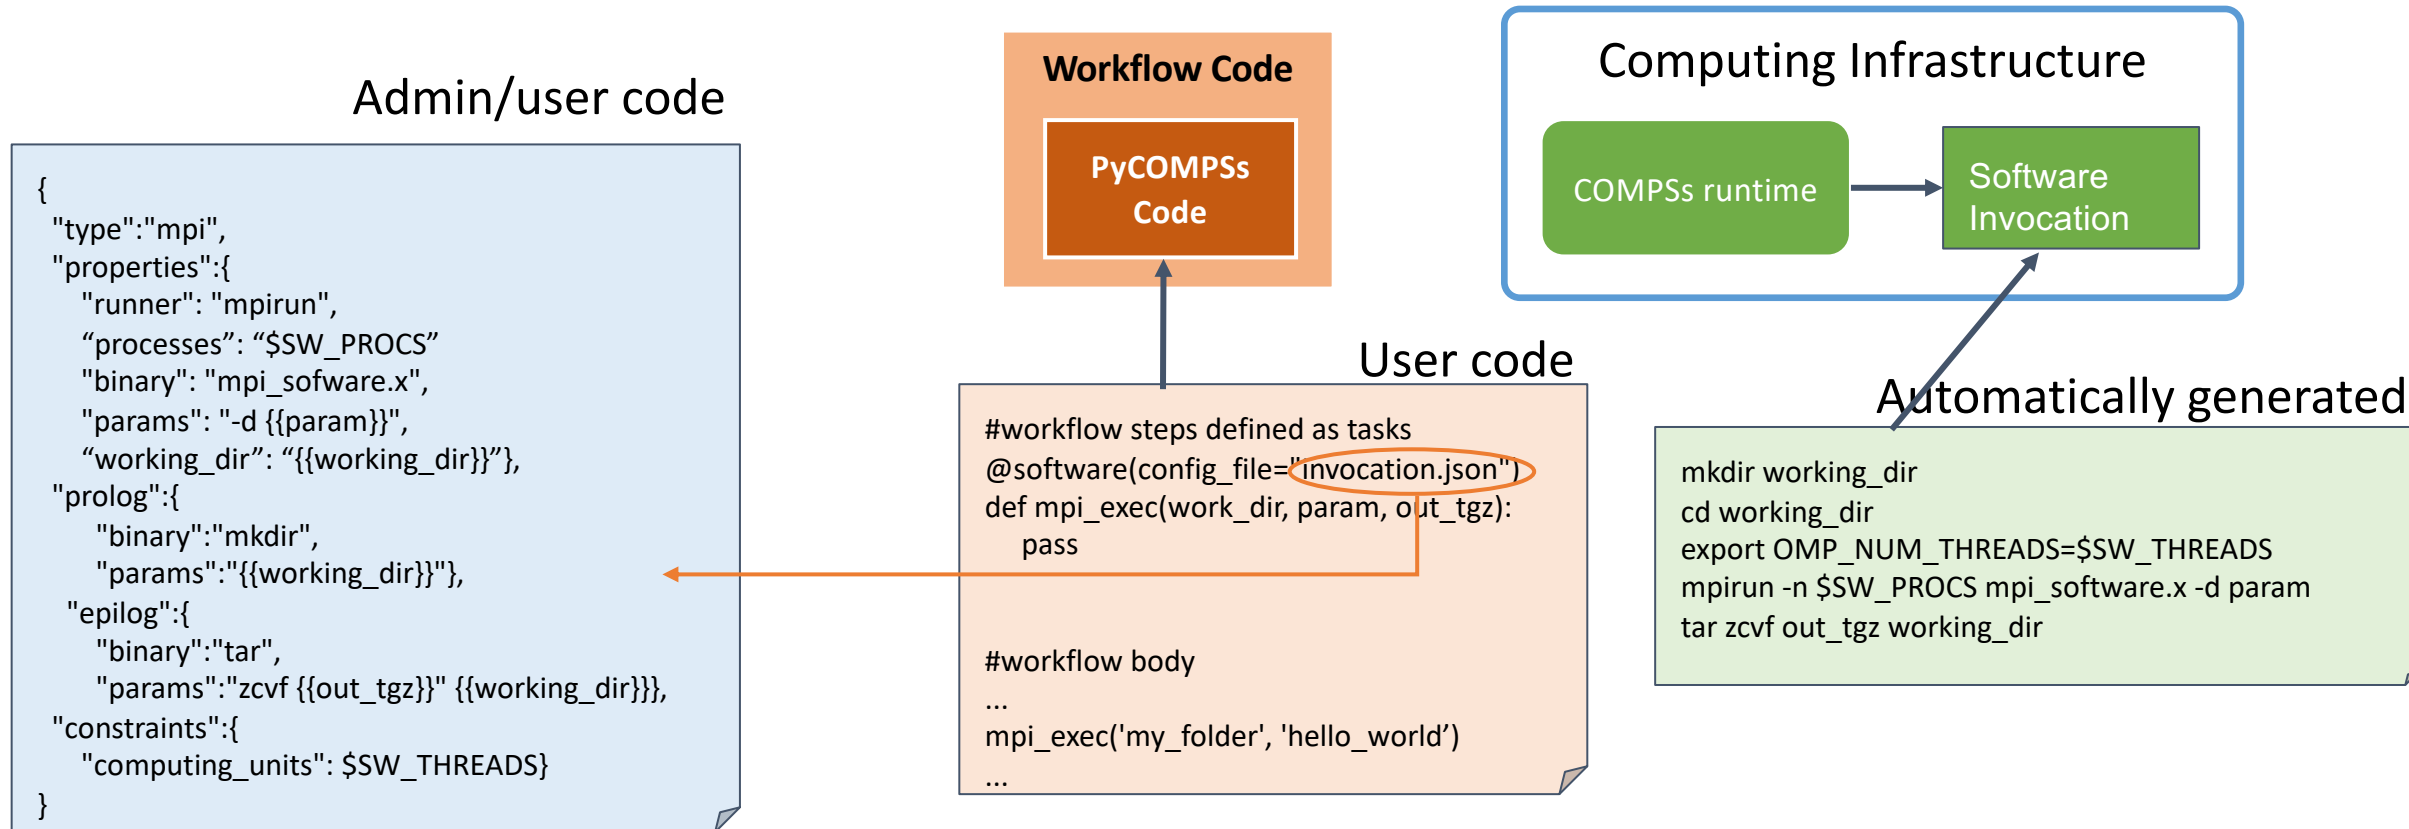 Admin/user code
{
"type":"mpi",
"properties":{
"runner": "mpirun",
“processes”: “$SW_PROCS”
"binary": "mpi_sofware.x",
"params": "-d {{param}}",
“working_dir”: “{{working_dir}}”},
"prolog":{
"binary":"mkdir",
"params":"{{working_dir}}"},
"epilog":{
"binary":"tar",
"params":"zcvf {{out_tgz}}" {{working_dir}}},
"constraints":{
"computing_units": $SW_THREADS}
}
Workflow Code
PyCOMPSs
Code
User code
#workflow steps defined as tasks
@software(config_file="invocation.json")
def mpi_exec(work_dir, param, out_tgz):
pass
#workflow body
...
mpi_exec('my_folder', 'hello_world’)
...
Computing Infrastructure
COMPSs runtime
Software
Invocation
Automatically generated
mkdir working_dir
cd working_dir
export OMP_NUM_THREADS=$SW_THREADS
mpirun -n $SW_PROCS mpi_software.x -d param
tar zcvf out_tgz working_dir